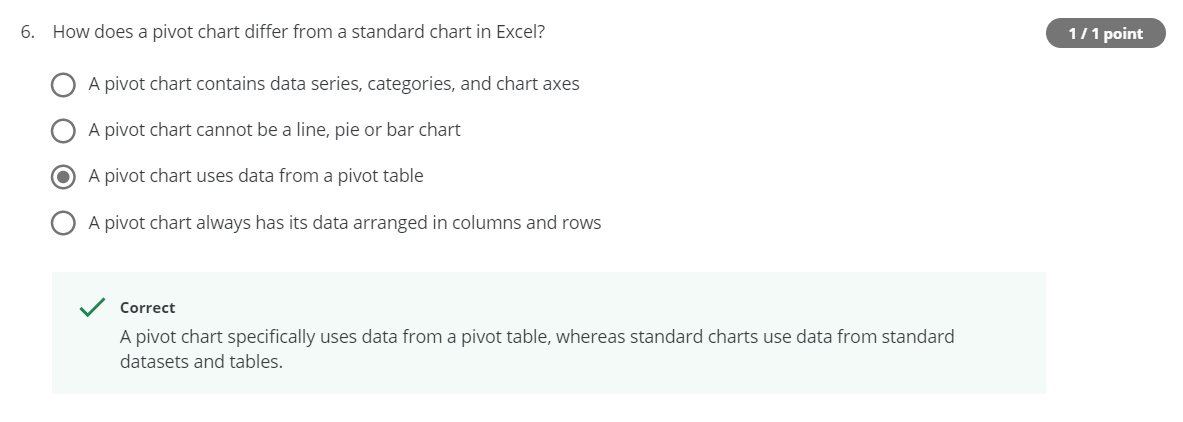 6. How does a pivot chart differ from a standard chart in Excel?
1 / 1 point
A pivot chart contains data series, categories, and chart axes
A pivot chart cannot be a line, pie or bar chart
A pivot chart uses data from a pivot table
A pivot chart always has its data arranged in columns and rows
Correct
A pivot chart specifically uses data from a pivot table, whereas standard charts use data from standard
datasets and tables.